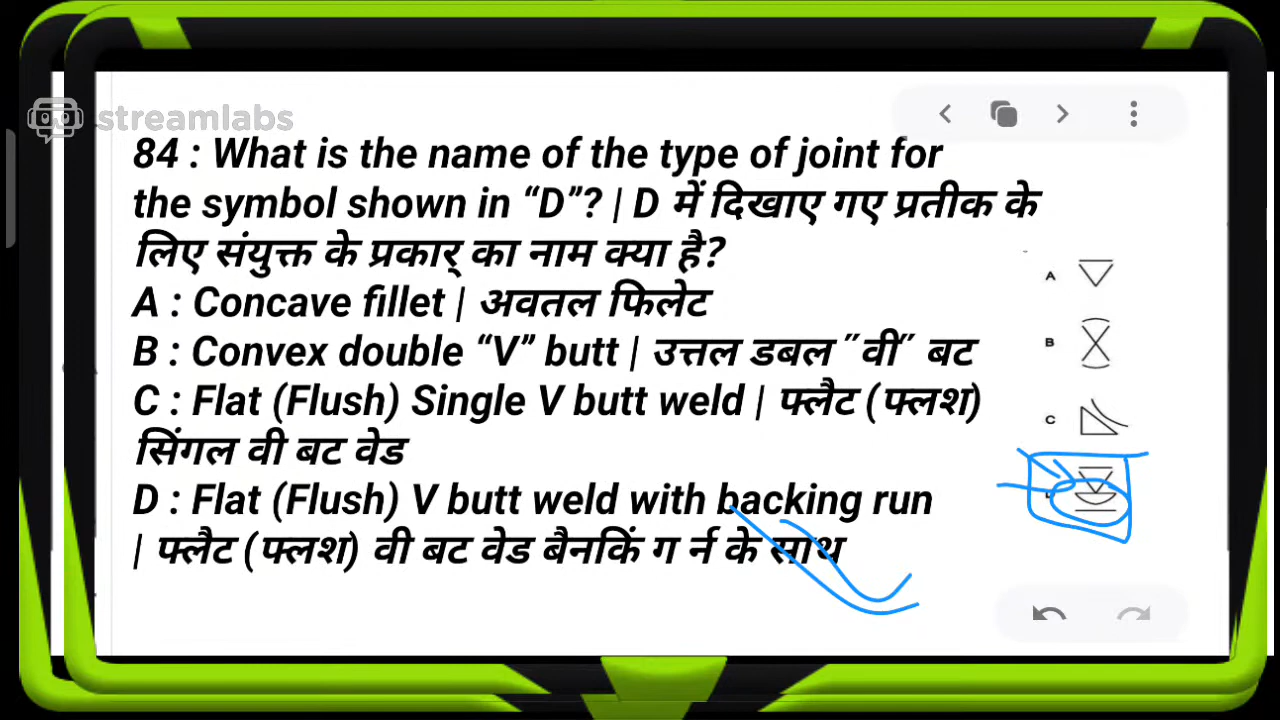 streamlabs
84 : What is the name of the type of joint for
the symbol shown in “D”? | D में दिखाए गए प्रतीक के
लिए संयुक्त के प्रकार् का नाम क्या है?
A : Concave fillet | अवतल फिलेट
B : Convex double “V” butt | उत्तल डबल ˝वी˝ बट
C : Flat (Flush) Single V butt weld | फ्लैट (फ्लश)
सिंगल वी बट वेड
D : Flat (Flush) V butt weld with backing run
| फ्लैट (फ्लश) वी बट वेड बैनकिं ग र्न के साथ
A
B
C